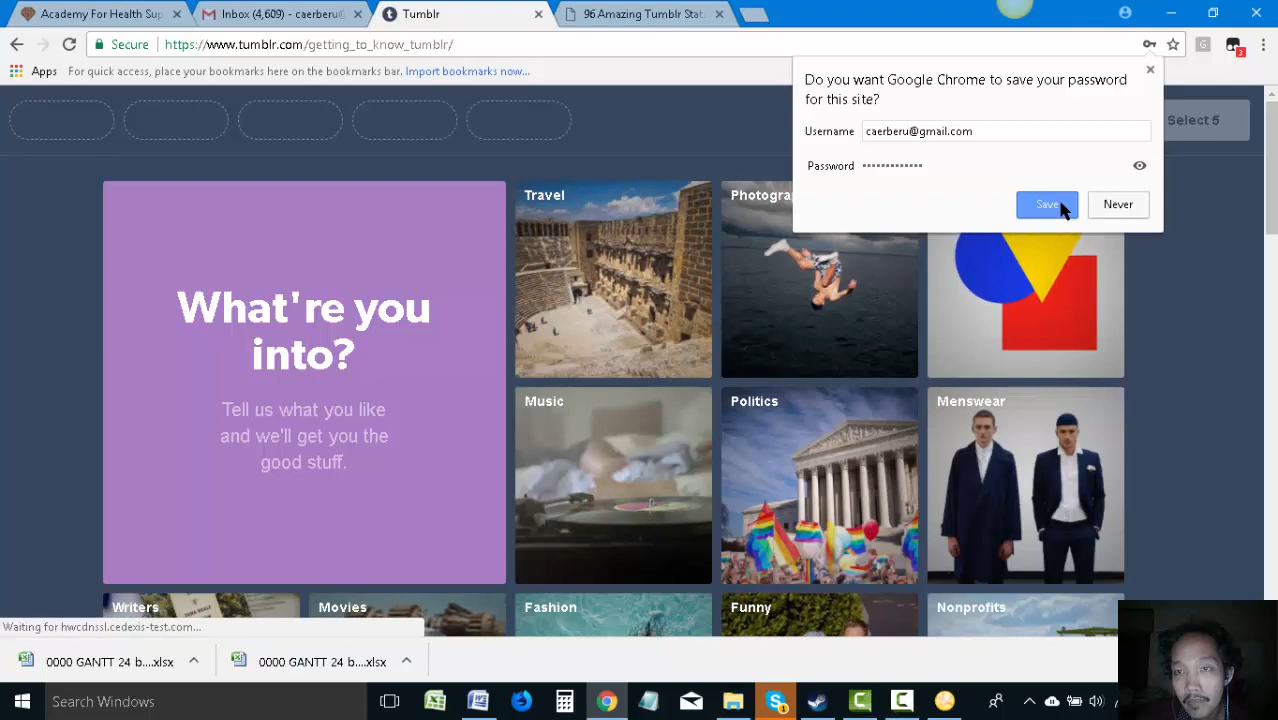 Academy For Health Sup
Inbox (4,609) - caerberu@
Tumblr
96 Amazing Tumblr Stat
Secure
https://www.tumblr.com/getting_to_know_tumblr/
Apps
For quick access, place your bookmarks here on the bookmarks bar. Import bookmarks now...
Do you want Google Chrome to save your password
for this site?
Username
caerberu@gmail.com
Password
Save
Never
Select 5
What're you
into?
Tell us what you like
and we'll get you the
good stuff.
Travel
Photogra
Music
Politics
Menswear
Writers
Movies
Fashion
Funny
Nonprofits
Waiting for hwcdnssl.cedexis-test.com...
0000 GANTT 24 b....xlsx
0000 GANTT 24 b....xlsx
Search Windows